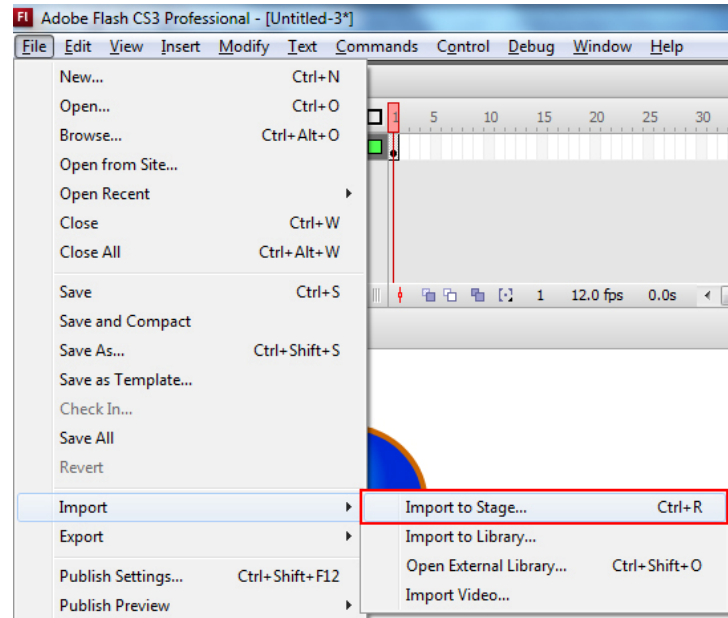 Adobe Flash CS3 Professional - [Untitled-3*]
File Edit View Insert Modify Text Commands Control Debug Window Help
New... Ctrl+N
Open... Ctrl+O
Browse... Ctrl+Alt+O
Open from Site...
Open Recent
Close Ctrl+W
Close All Ctrl+Alt+W
Save Ctrl+S
Save and Compact
Save As... Ctrl+Shift+S
Save as Template...
Check In...
Save All
Revert
Import
Export
Publish Settings... Ctrl+Shift+F12
Publish Preview
1 5 10 15 20 25 30
1 12.0 fps 0.0s
Import to Stage... Ctrl+R
Import to Library...
Open External Library... Ctrl+Shift+O
Import Video...